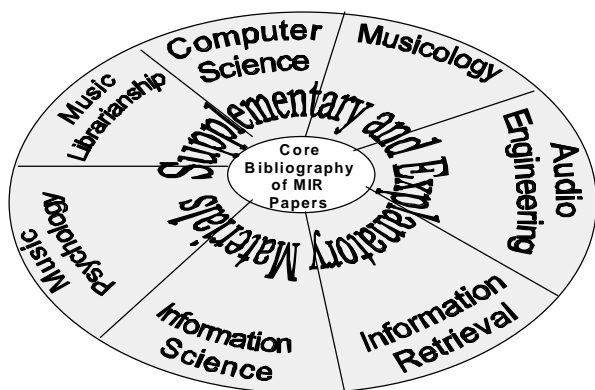 Computer
Science
Musicology
Audio
Engineering
Information
Retrieval
Information
Science
Music
Psychology
Music
Librarianship
Supplementary and Explanatory Materials
Core
Bibliography
of MIR
Papers